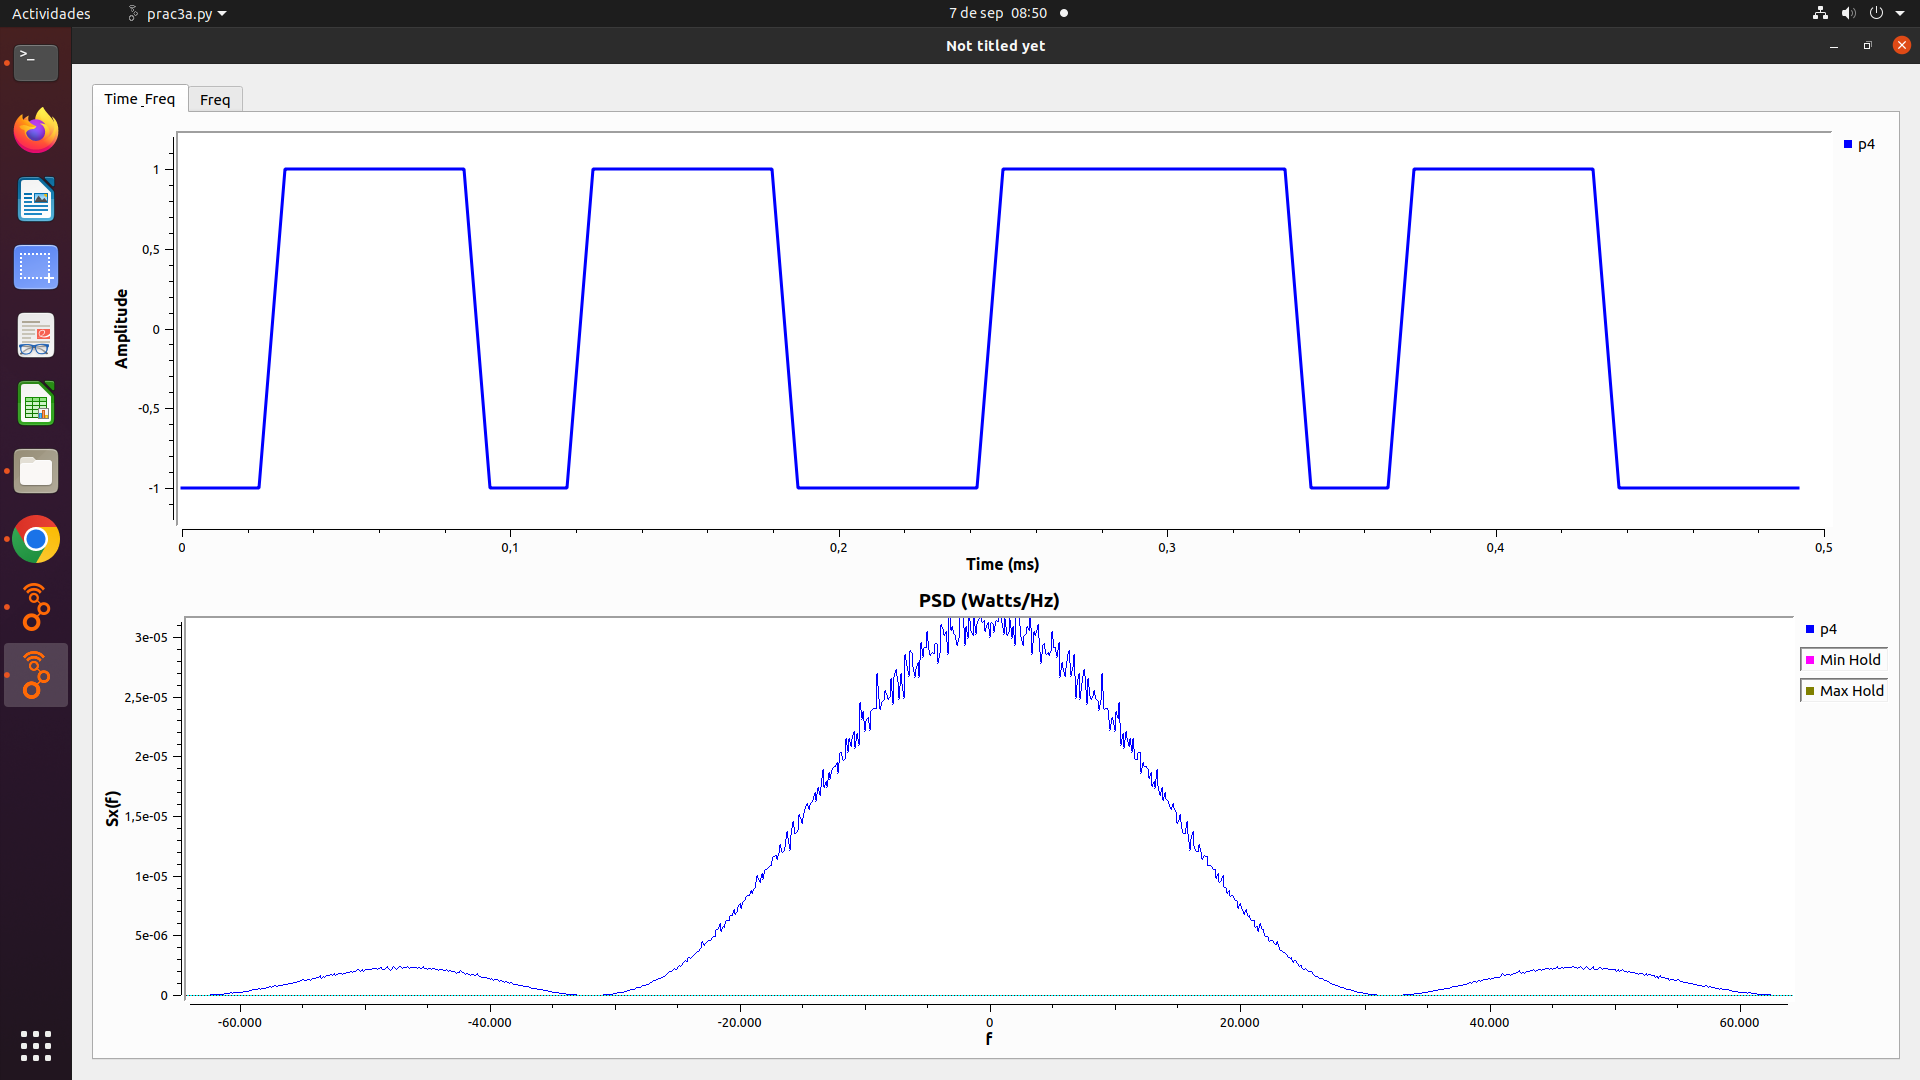 Actividades
prac3a.py
7 de sep 08:50
Not titled yet
Time_Freq
Freq
p4
1
0,5
0
-0,5
-1
Amplitude
0
0,1
0,2
0,3
0,4
0,5
Time (ms)
PSD (Watts/Hz)
p4
Min Hold
Max Hold
3e-05
2,5e-05
2e-05
1,5e-05
1e-05
5e-06
0
Sx(f)
-60.000
-40.000
-20.000
0
20.000
40.000
60.000
f